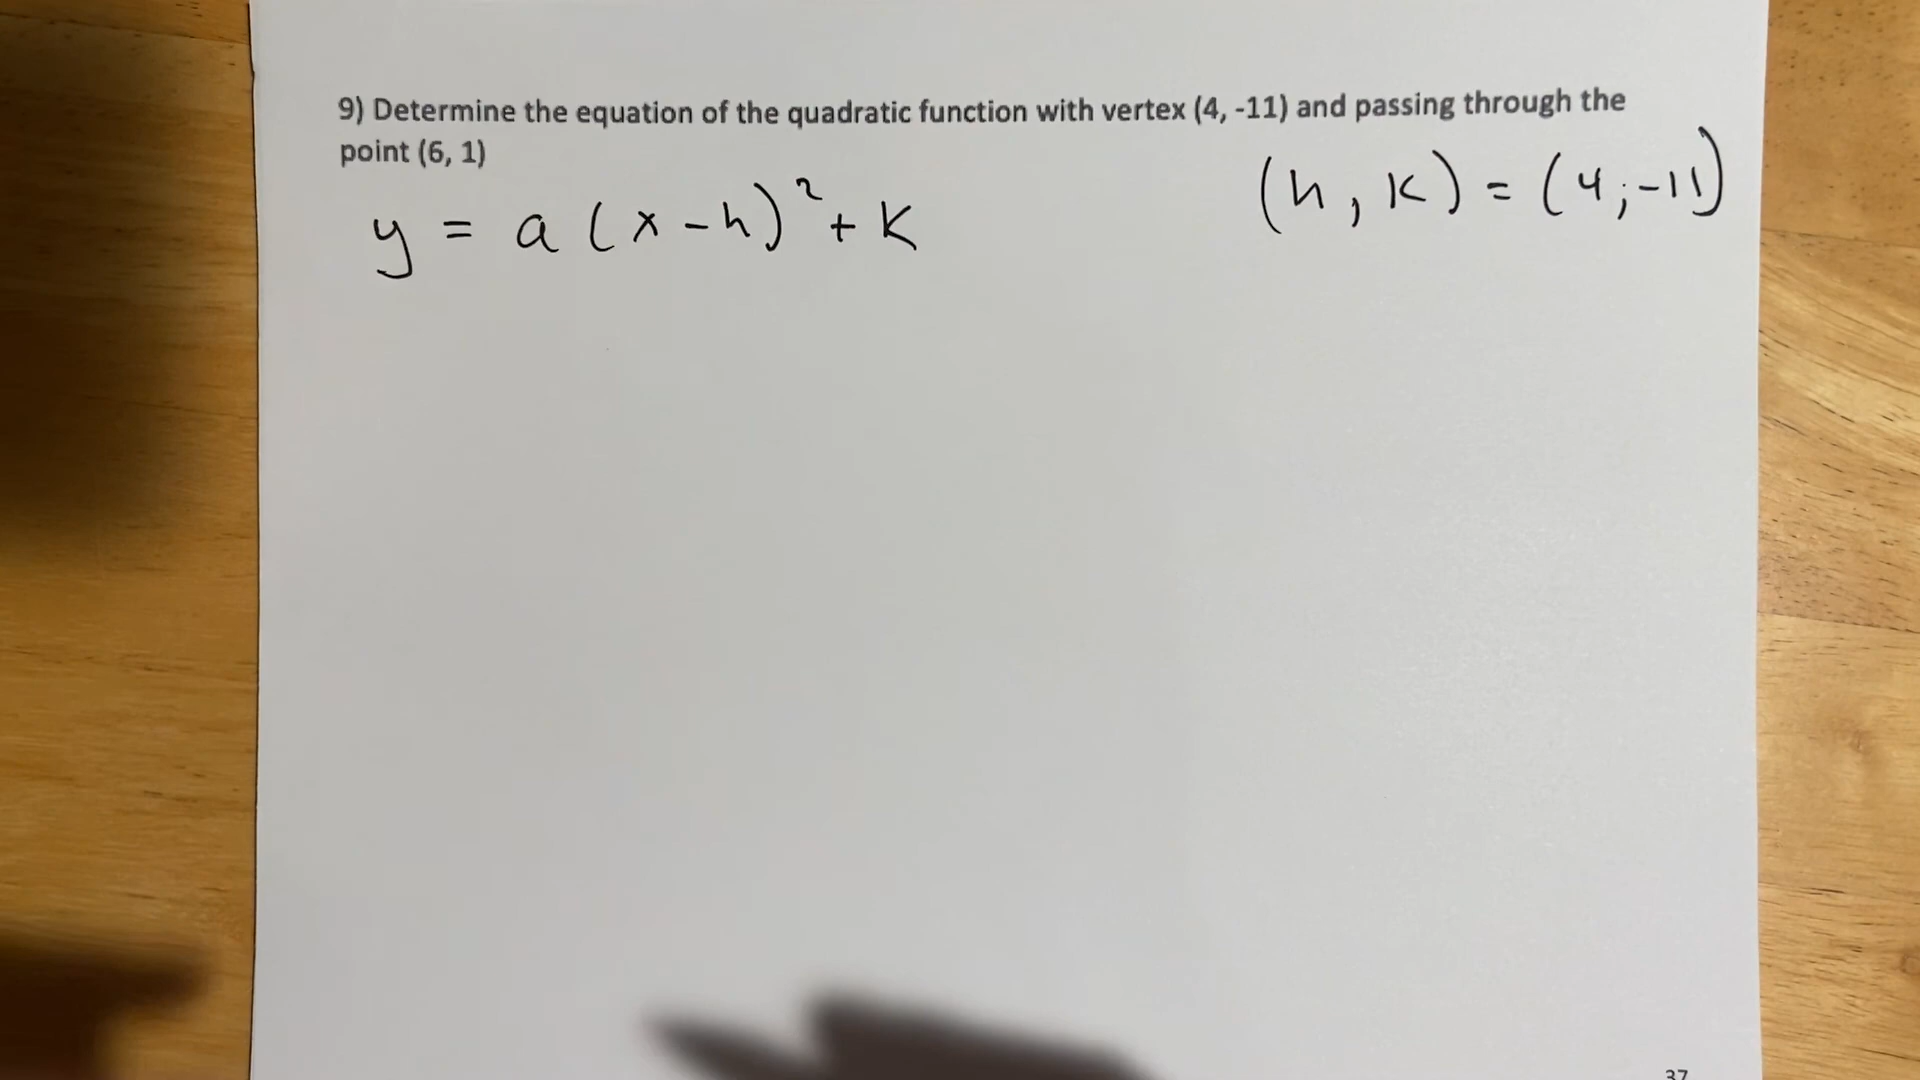 9) Determine the equation of the quadratic function with vertex (4, -11) and passing through the
point (6, 1)
(h, k) = (4, -11)
y = a (x - h)² + k
37